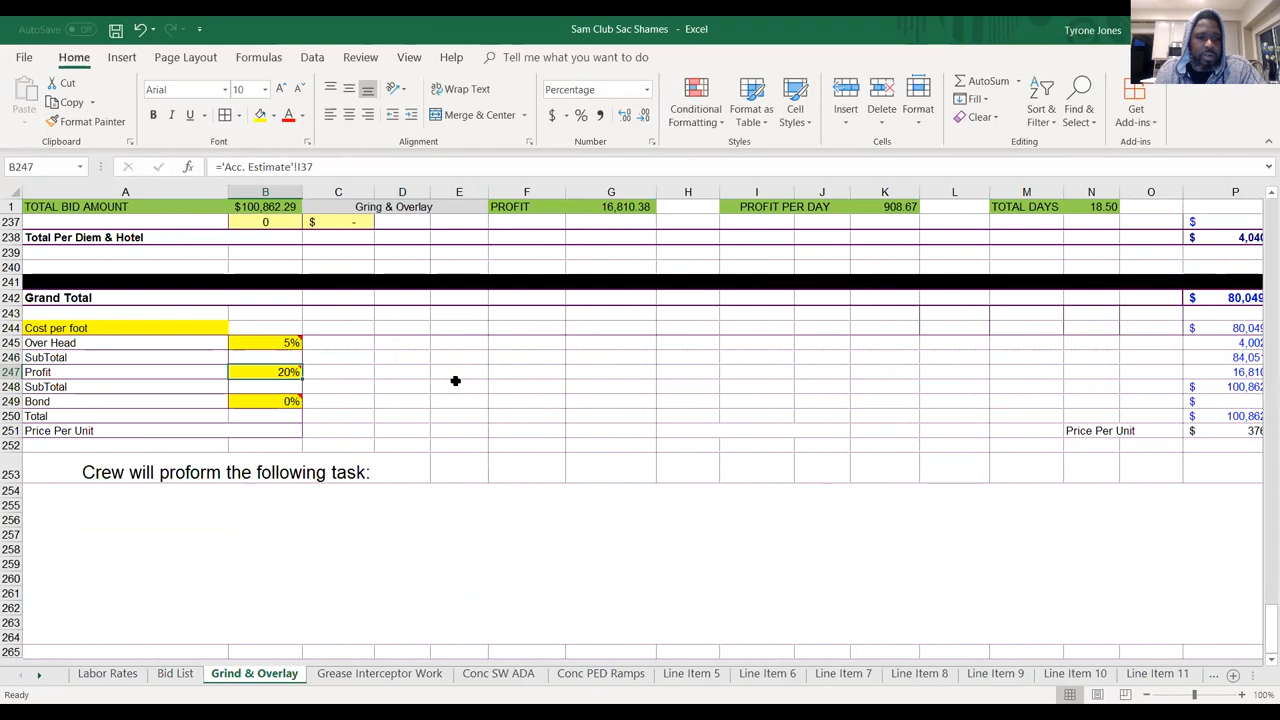 AutoSave Off
Sam Club Sac Shames - Excel
Tyrone Jones
File Home Insert Page Layout Formulas Data Review View Help Tell me what you want to do
Paste
Cut
Copy
Format Painter
Clipboard
Arial 10
B I U
Font
Wrap Text
Merge & Center
Alignment
Percentage
$ % ,
Number
Conditional Formatting
Format as Table
Cell Styles
Styles
Insert Delete Format
Cells
AutoSum
Fill
Clear
Sort & Filter
Find & Select
Editing
Add-ins
Add-ins
B247 fx ='Acc. Estimate'!I37
A B C D E F G H I J K L M N O P
1 TOTAL BID AMOUNT $100,862.29 Gring & Overlay PROFIT 16,810.38 PROFIT PER DAY 908.67 TOTAL DAYS 18.50
237 0 $ - $
238 Total Per Diem & Hotel $ 4,040
239
240
241
242 Grand Total $ 80,049
243
244 Cost per foot $ 80,049
245 Over Head 5% 4,002
246 SubTotal 84,051
247 Profit 20% 16,810
248 SubTotal $ 100,862
249 Bond 0% $
250 Total $ 100,862
251 Price Per Unit Price Per Unit $ 376
252
253 Crew will proform the following task:
254
255
256
257
258
259
260
261
262
263
264
265
Labor Rates Bid List Grind & Overlay Grease Interceptor Work Conc SW ADA Conc PED Ramps Line Item 5 Line Item 6 Line Item 7 Line Item 8 Line Item 9 Line Item 10 Line Item 11 ...
Ready 100%